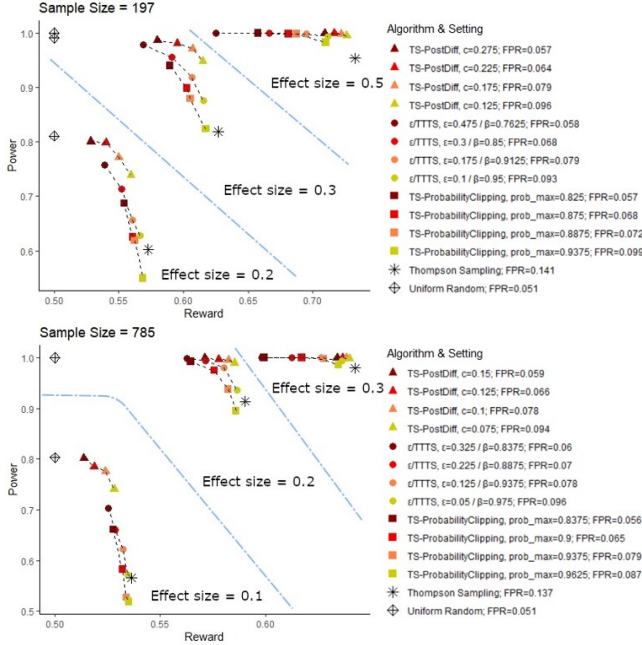 Sample Size = 197
1.0
0.9
0.8
0.7
0.6
Power
Effect size = 0.5
Effect size = 0.3
Effect size = 0.2
0.50
0.55
0.60
0.65
0.70
Reward
Algorithm & Setting
TS-PostDiff, c=0.275; FPR=0.057
TS-PostDiff, c=0.225; FPR=0.064
TS-PostDiff, c=0.175; FPR=0.079
TS-PostDiff, c=0.125; FPR=0.096
ε/TTTS, ε=0.475 / β=0.7625; FPR=0.058
ε/TTTS, ε=0.3 / β=0.85; FPR=0.068
ε/TTTS, ε=0.175 / β=0.9125; FPR=0.079
ε/TTTS, ε=0.1 / β=0.95; FPR=0.093
TS-ProbabilityClipping, prob_max=0.825; FPR=0.057
TS-ProbabilityClipping, prob_max=0.875; FPR=0.068
TS-ProbabilityClipping, prob_max=0.8875; FPR=0.072
TS-ProbabilityClipping, prob_max=0.9375; FPR=0.099
Thompson Sampling; FPR=0.141
Uniform Random; FPR=0.051
Sample Size = 785
1.0
0.9
0.8
0.7
0.6
0.5
Power
Effect size = 0.3
Effect size = 0.2
Effect size = 0.1
0.50
0.55
0.60
Reward
Algorithm & Setting
TS-PostDiff, c=0.15; FPR=0.059
TS-PostDiff, c=0.125; FPR=0.066
TS-PostDiff, c=0.1; FPR=0.078
TS-PostDiff, c=0.075; FPR=0.094
ε/TTTS, ε=0.325 / β=0.8375; FPR=0.06
ε/TTTS, ε=0.225 / β=0.8875; FPR=0.07
ε/TTTS, ε=0.125 / β=0.9375; FPR=0.078
ε/TTTS, ε=0.05 / β=0.975; FPR=0.096
TS-ProbabilityClipping, prob_max=0.8375; FPR=0.056
TS-ProbabilityClipping, prob_max=0.9; FPR=0.065
TS-ProbabilityClipping, prob_max=0.9375; FPR=0.079
TS-ProbabilityClipping, prob_max=0.9625; FPR=0.087
Thompson Sampling; FPR=0.137
Uniform Random; FPR=0.051